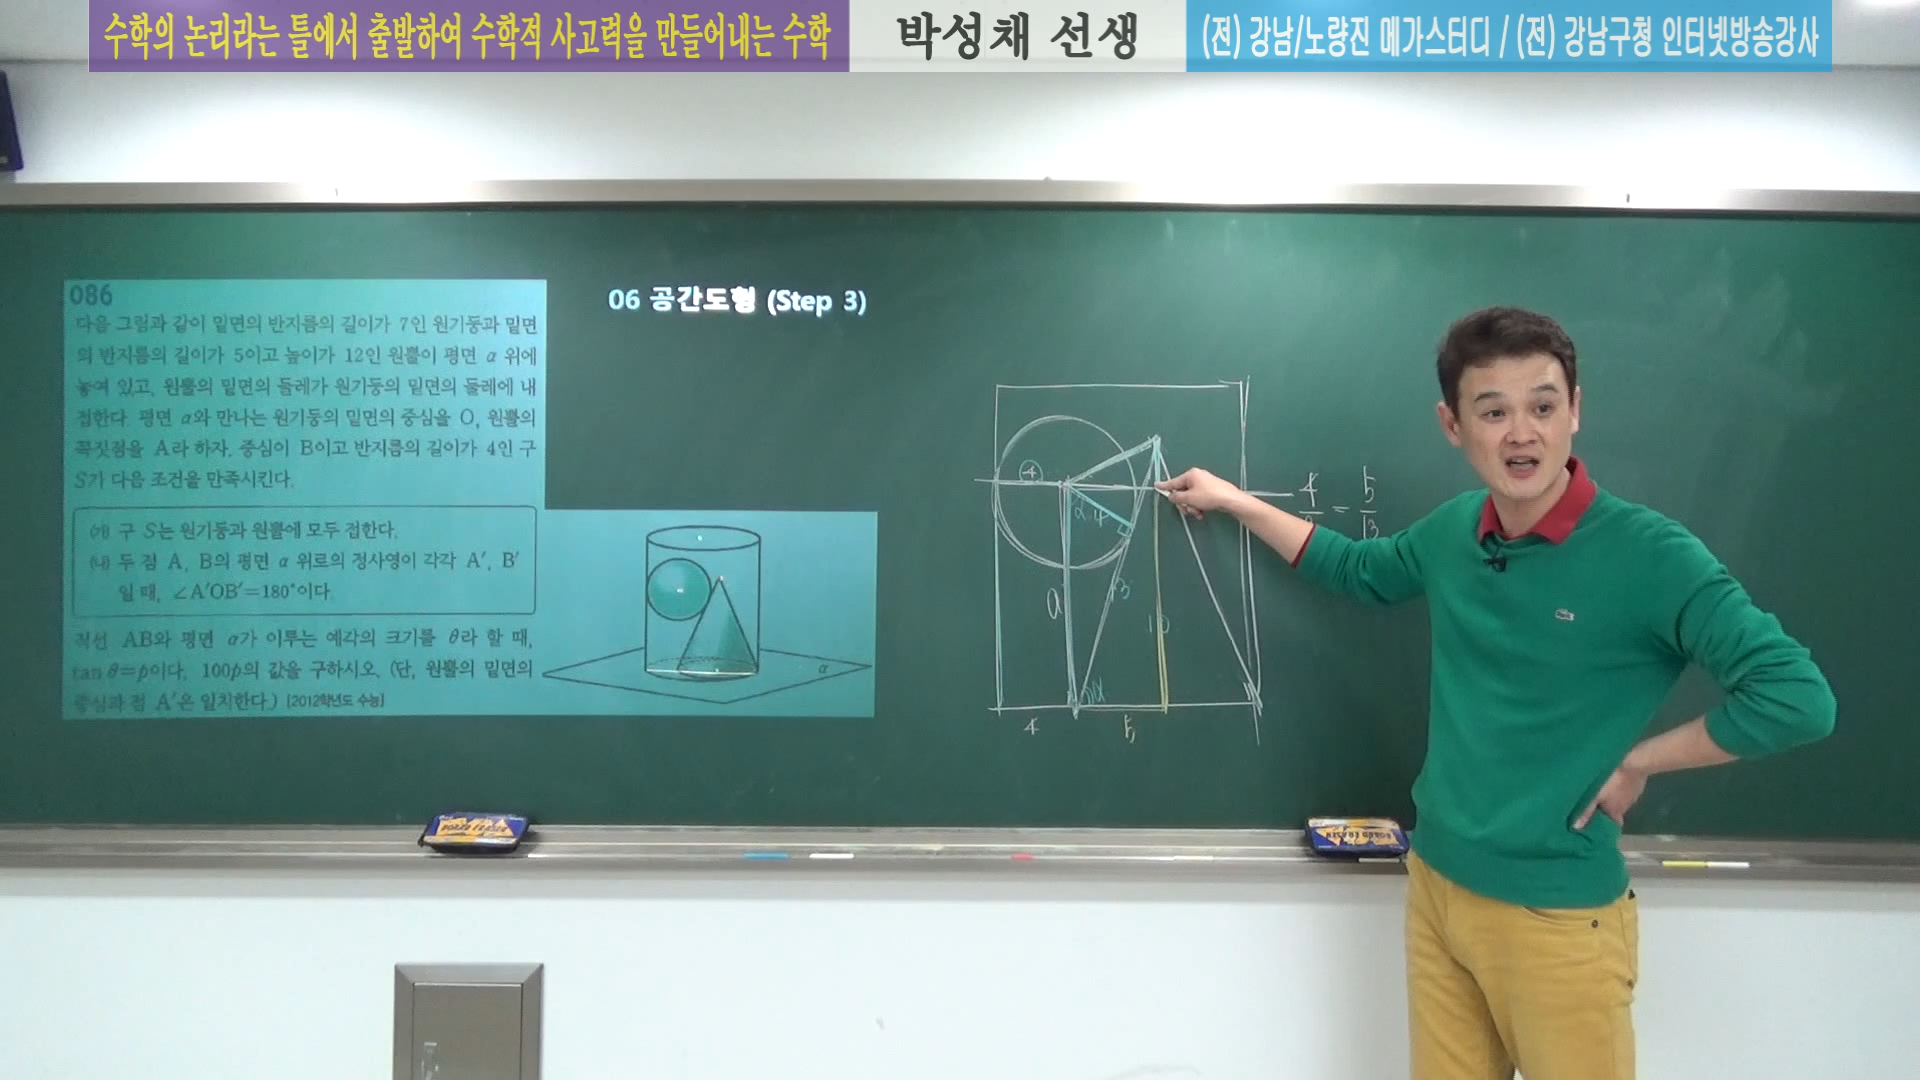 수학의 논리라는 틀에서 출발하여 수학적 사고력을 만들어내는 수학
박성채 선생
(전) 강남/노량진 메가스터디 / (전) 강남구청 인터넷방송강사
086
다음 그림과 같이 밑면의 반지름의 길이가 7인 원기둥과 밑면
의 반지름의 길이가 5이고 높이가 12인 원뿔이 평면 α 위에
놓여 있고, 원뿔의 밑면의 둘레가 원기둥의 밑면의 둘레에 내
접한다. 평면 α와 만나는 원기둥의 밑면의 중심을 O, 원뿔의
꼭짓점을 A라 하자. 중심이 B이고 반지름의 길이가 4인 구
S가 다음 조건을 만족시킨다.
㈎ 구 S는 원기둥과 원뿔에 모두 접한다.
㈏ 두 점 A, B의 평면 α 위로의 정사영이 각각 A′, B′
일 때, ∠A′OB′=180°이다.
직선 AB와 평면 α가 이루는 예각의 크기를 θ라 할 때,
tan θ=p이다. 100p의 값을 구하시오. (단, 원뿔의 밑면의
중심과 점 A′은 일치한다.) [2012학년도 수능]
α
06 공간도형 (Step 3)
4
α 4
a
13
α
4
5
4 = 5
13